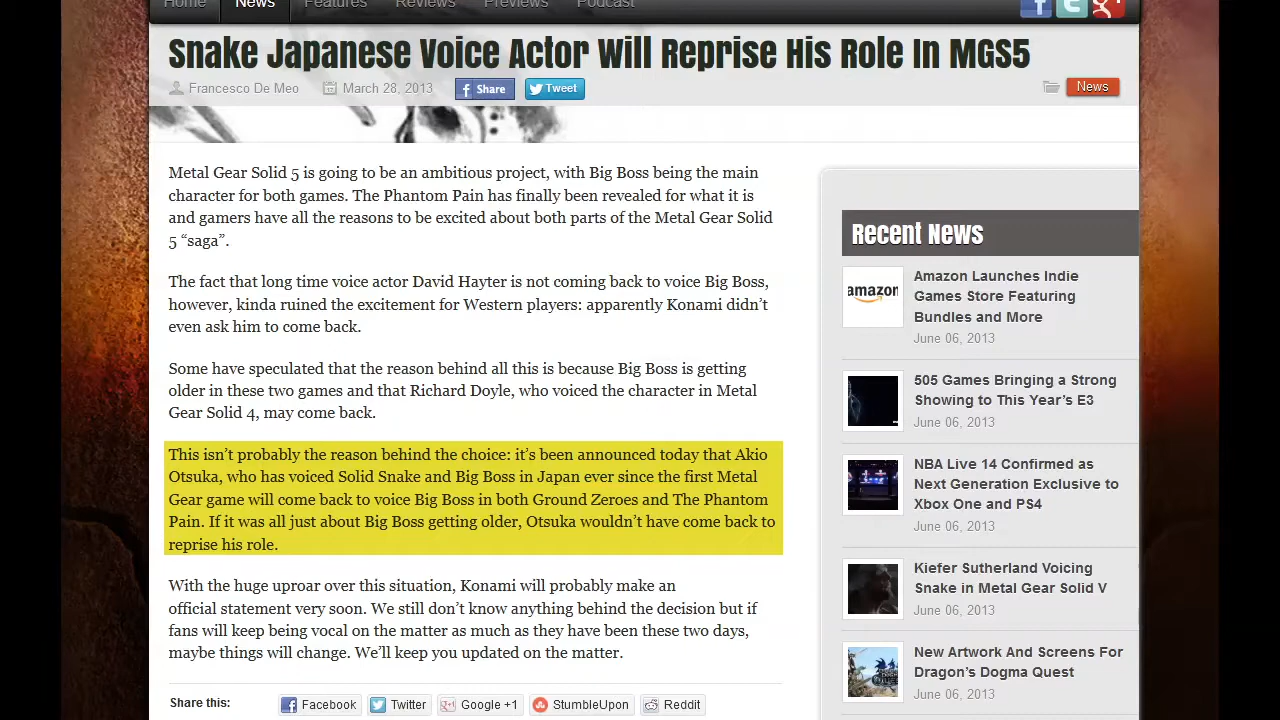 Home News Features Reviews Previews Podcast
Snake Japanese Voice Actor Will Reprise His Role In MGS5
Francesco De Meo March 28, 2013 Share Tweet News
Metal Gear Solid 5 is going to be an ambitious project, with Big Boss being the main
character for both games. The Phantom Pain has finally been revealed for what it is
and gamers have all the reasons to be excited about both parts of the Metal Gear Solid
5 “saga”.
The fact that long time voice actor David Hayter is not coming back to voice Big Boss,
however, kinda ruined the excitement for Western players: apparently Konami didn’t
even ask him to come back.
Some have speculated that the reason behind all this is because Big Boss is getting
older in these two games and that Richard Doyle, who voiced the character in Metal
Gear Solid 4, may come back.
This isn’t probably the reason behind the choice: it’s been announced today that Akio
Otsuka, who has voiced Solid Snake and Big Boss in Japan ever since the first Metal
Gear game will come back to voice Big Boss in both Ground Zeroes and The Phantom
Pain. If it was all just about Big Boss getting older, Otsuka wouldn’t have come back to
reprise his role.
With the huge uproar over this situation, Konami will probably make an
official statement very soon. We still don’t know anything behind the decision but if
fans will keep being vocal on the matter as much as they have been these two days,
maybe things will change. We’ll keep you updated on the matter.
Share this: Facebook Twitter Google +1 StumbleUpon Reddit
Recent News
amazon
Amazon Launches Indie
Games Store Featuring
Bundles and More
June 06, 2013
505 Games Bringing a Strong
Showing to This Year’s E3
June 06, 2013
NBA Live 14 Confirmed as
Next Generation Exclusive to
Xbox One and PS4
June 06, 2013
Kiefer Sutherland Voicing
Snake in Metal Gear Solid V
June 06, 2013
New Artwork And Screens For
Dragon’s Dogma Quest
June 06, 2013